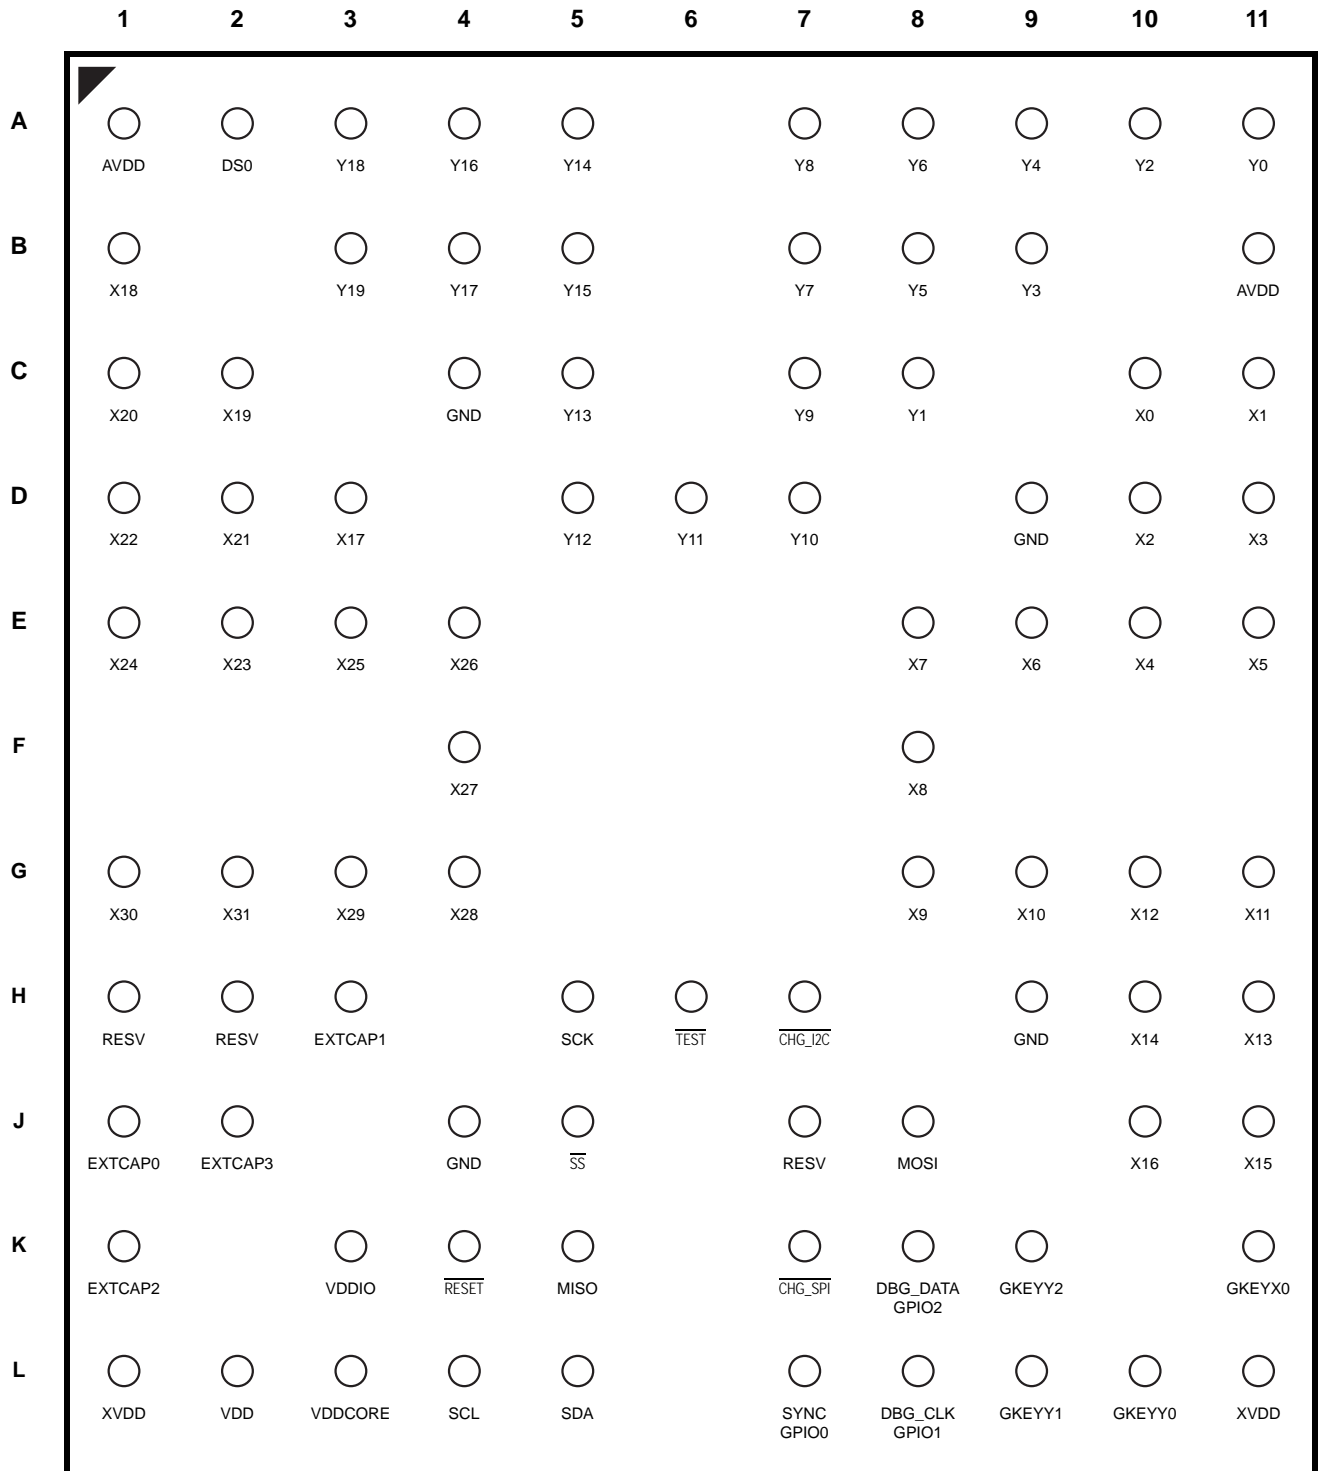 1 2 3 4 5 6 7 8 9 10 11
A
AVDD DS0 Y18 Y16 Y14 Y8 Y6 Y4 Y2 Y0
B
X18 Y19 Y17 Y15 Y7 Y5 Y3 AVDD
C
X20 X19 GND Y13 Y9 Y1 X0 X1
D
X22 X21 X17 Y12 Y11 Y10 GND X2 X3
E
X24 X23 X25 X26 X7 X6 X4 X5
F
X27 X8
G
X30 X31 X29 X28 X9 X10 X12 X11
H
RESV RESV EXTCAP1 SCK TEST CHG_I2C GND X14 X13
J
EXTCAP0 EXTCAP3 GND SS RESV MOSI X16 X15
K
EXTCAP2 VDDIO RESET MISO CHG_SPI DBG_DATA GKEYY2 GKEYX0
GPIO2
L
XVDD VDD VDDCORE SCL SDA SYNC DBG_CLK GKEYY1 GKEYY0 XVDD
GPIO0 GPIO1